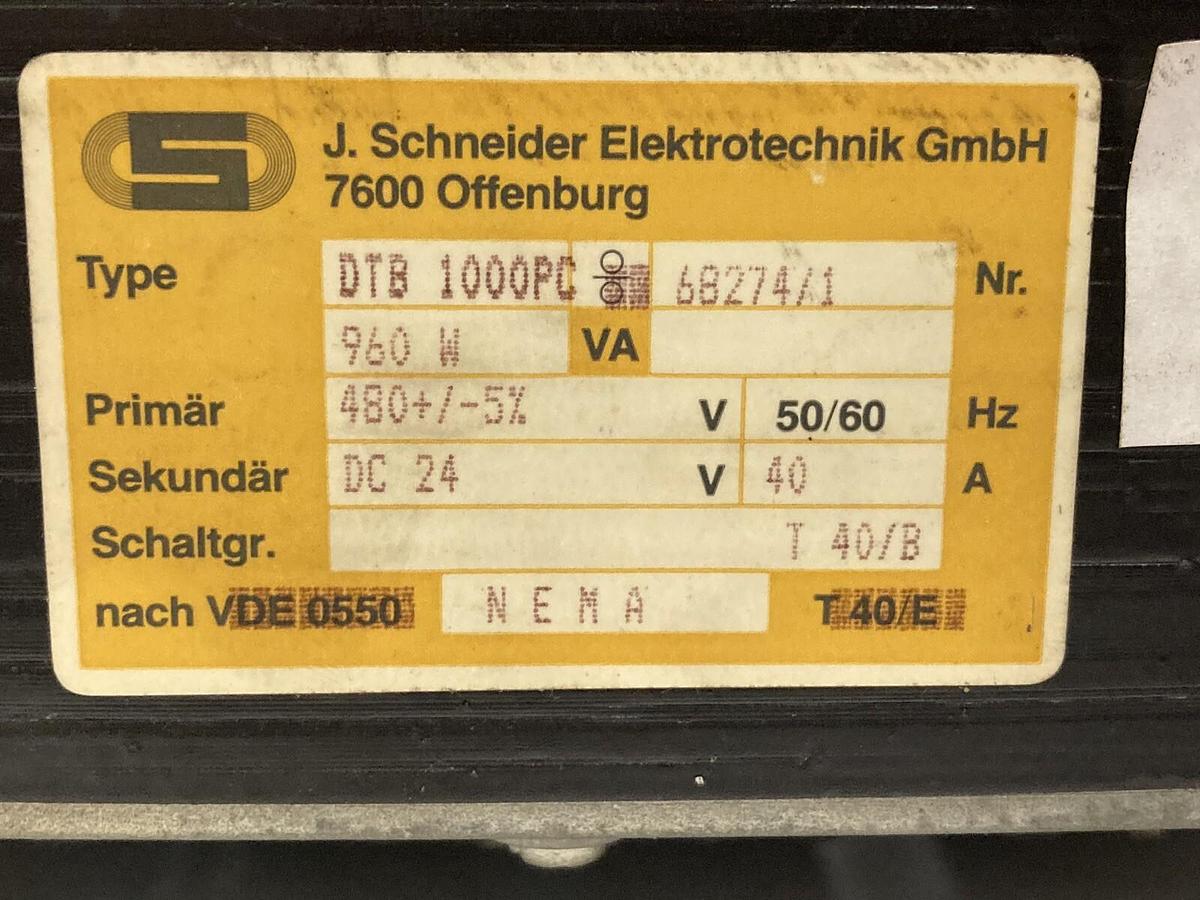 J. Schneider Elektrotechnik GmbH
7600 Offenburg
Type DTB 1000PC 68274/1 Nr.
960 W VA
Primär 480+/-5% V 50/60 Hz
Sekundär DC 24 V 40 A
Schaltgr. T 40/B
nach VDE 0550 NEMA T 40/E